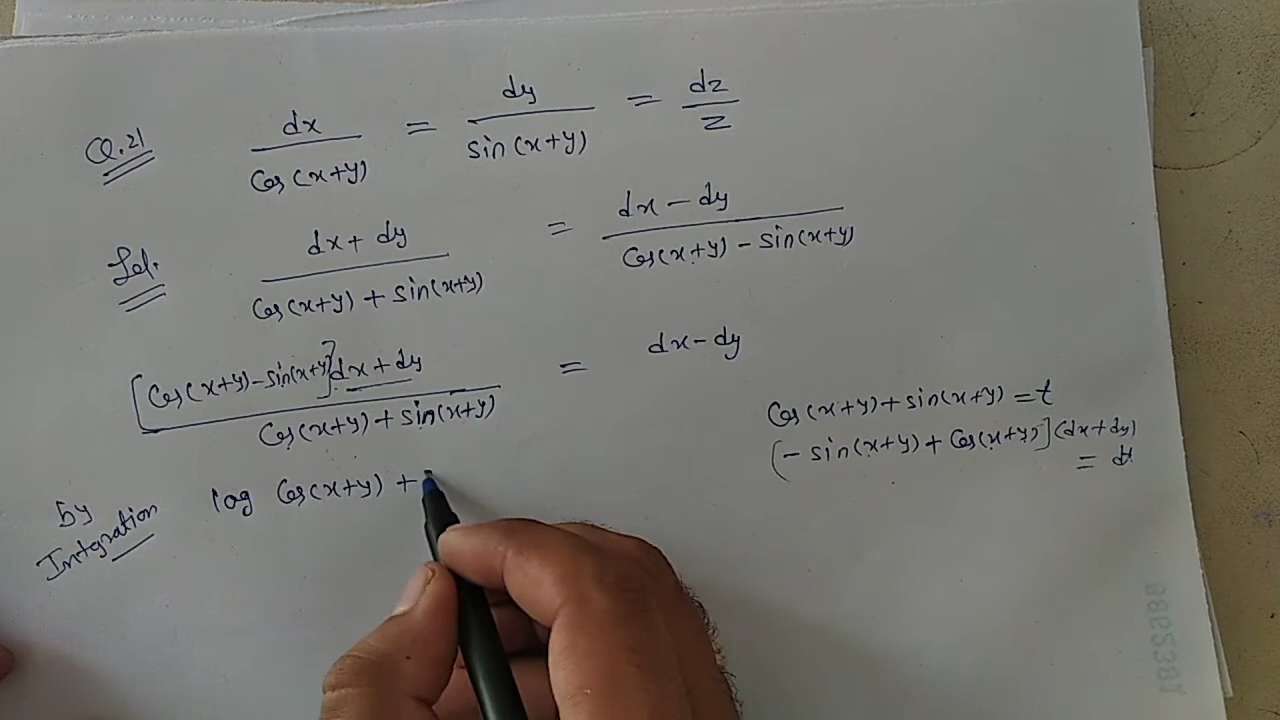 Q.21 dx/cos(x+y) = dy/sin(x+y) = dz/z
Sol. dx + dy/cos(x+y) + sin(x+y) = dx - dy/cos(x+y) - sin(x+y)
[cos(x+y) - sin(x+y)] dx + dy/cos(x+y) + sin(x+y) = dx - dy
cos(x+y) + sin(x+y) = t
(- sin(x+y) + cos(x+y)] (dx + dy)
= dt
by Integration log cos(x+y) +
8862381